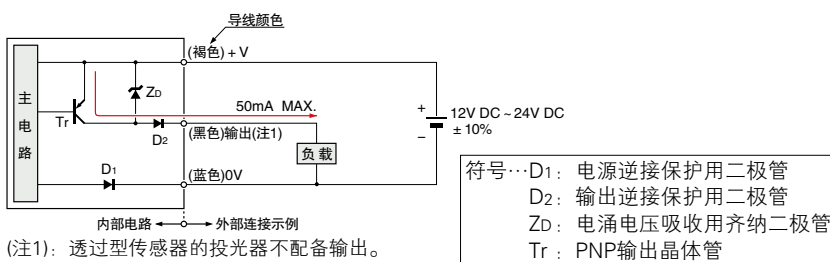 导线颜色
(褐色)+V
主电路
Tr
ZD
50mA MAX.
D2
(黑色)输出(注1)
负载
+
12V DC~24V DC
−
±10%
D1
(蓝色)0V
内部电路 外部连接示例
(注1)：透过型传感器的投光器不配备输出。
符号…D1：电源逆接保护用二极管
D2：输出逆接保护用二极管
ZD：电涌电压吸收用齐纳二极管
Tr：PNP输出晶体管